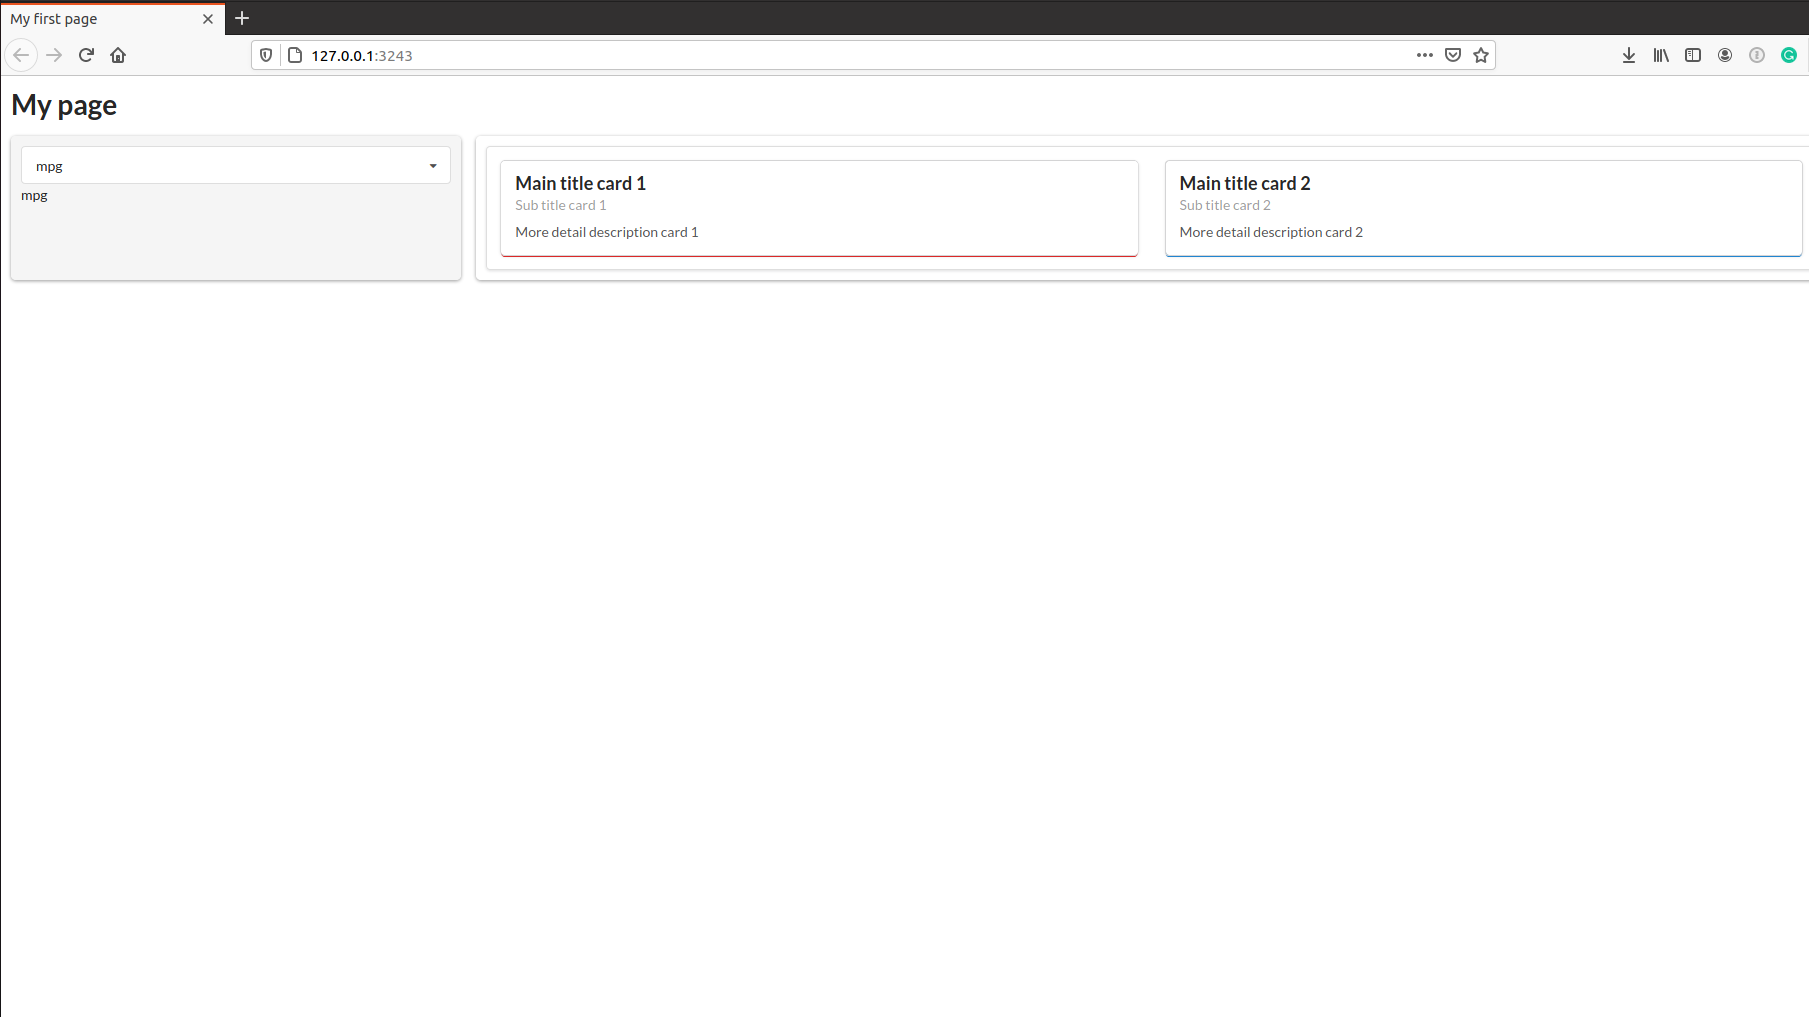 My first page
127.0.0.1:3243
My page
mpg
mpg
Main title card 1
Sub title card 1
More detail description card 1
Main title card 2
Sub title card 2
More detail description card 2